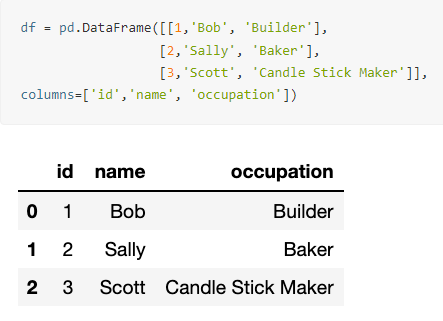 df = pd.DataFrame([[1,'Bob', 'Builder'],
[2,'Sally', 'Baker'],
[3,'Scott', 'Candle Stick Maker']],
columns=['id','name', 'occupation'])
id name occupation
0 1 Bob Builder
1 2 Sally Baker
2 3 Scott Candle Stick Maker